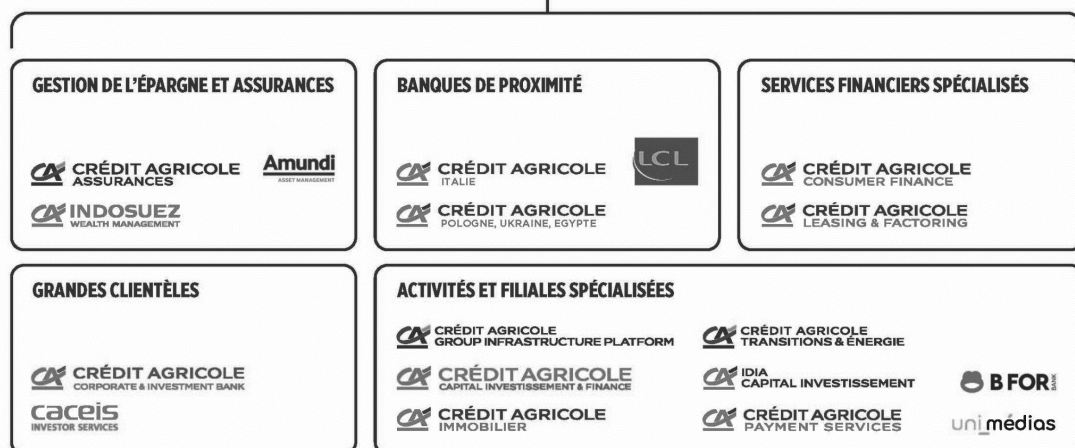 GESTION DE L'ÉPARGNE ET ASSURANCES
CRÉDIT AGRICOLE
ASSURANCES
Amundi
ASSET MANAGEMENT
INDOSUEZ
WEALTH MANAGEMENT
BANQUES DE PROXIMITÉ
CRÉDIT AGRICOLE
ITALIE
LCL
CRÉDIT AGRICOLE
POLOGNE, UKRAINE, EGYPTE
SERVICES FINANCIERS SPÉCIALISÉS
CRÉDIT AGRICOLE
CONSUMER FINANCE
CRÉDIT AGRICOLE
LEASING & FACTORING
GRANDES CLIENTÈLES
CRÉDIT AGRICOLE
CORPORATE & INVESTMENT BANK
caceis
INVESTOR SERVICES
ACTIVITÉS ET FILIALES SPÉCIALISÉES
CRÉDIT AGRICOLE
GROUP INFRASTRUCTURE PLATFORM
CRÉDIT AGRICOLE
TRANSITIONS & ÉNERGIE
CRÉDIT AGRICOLE
CAPITAL INVESTISSEMENT & FINANCE
IDIA
CAPITAL INVESTISSEMENT
B FOR BANK
CRÉDIT AGRICOLE
IMMOBILIER
CRÉDIT AGRICOLE
PAYMENT SERVICES
uni_médias